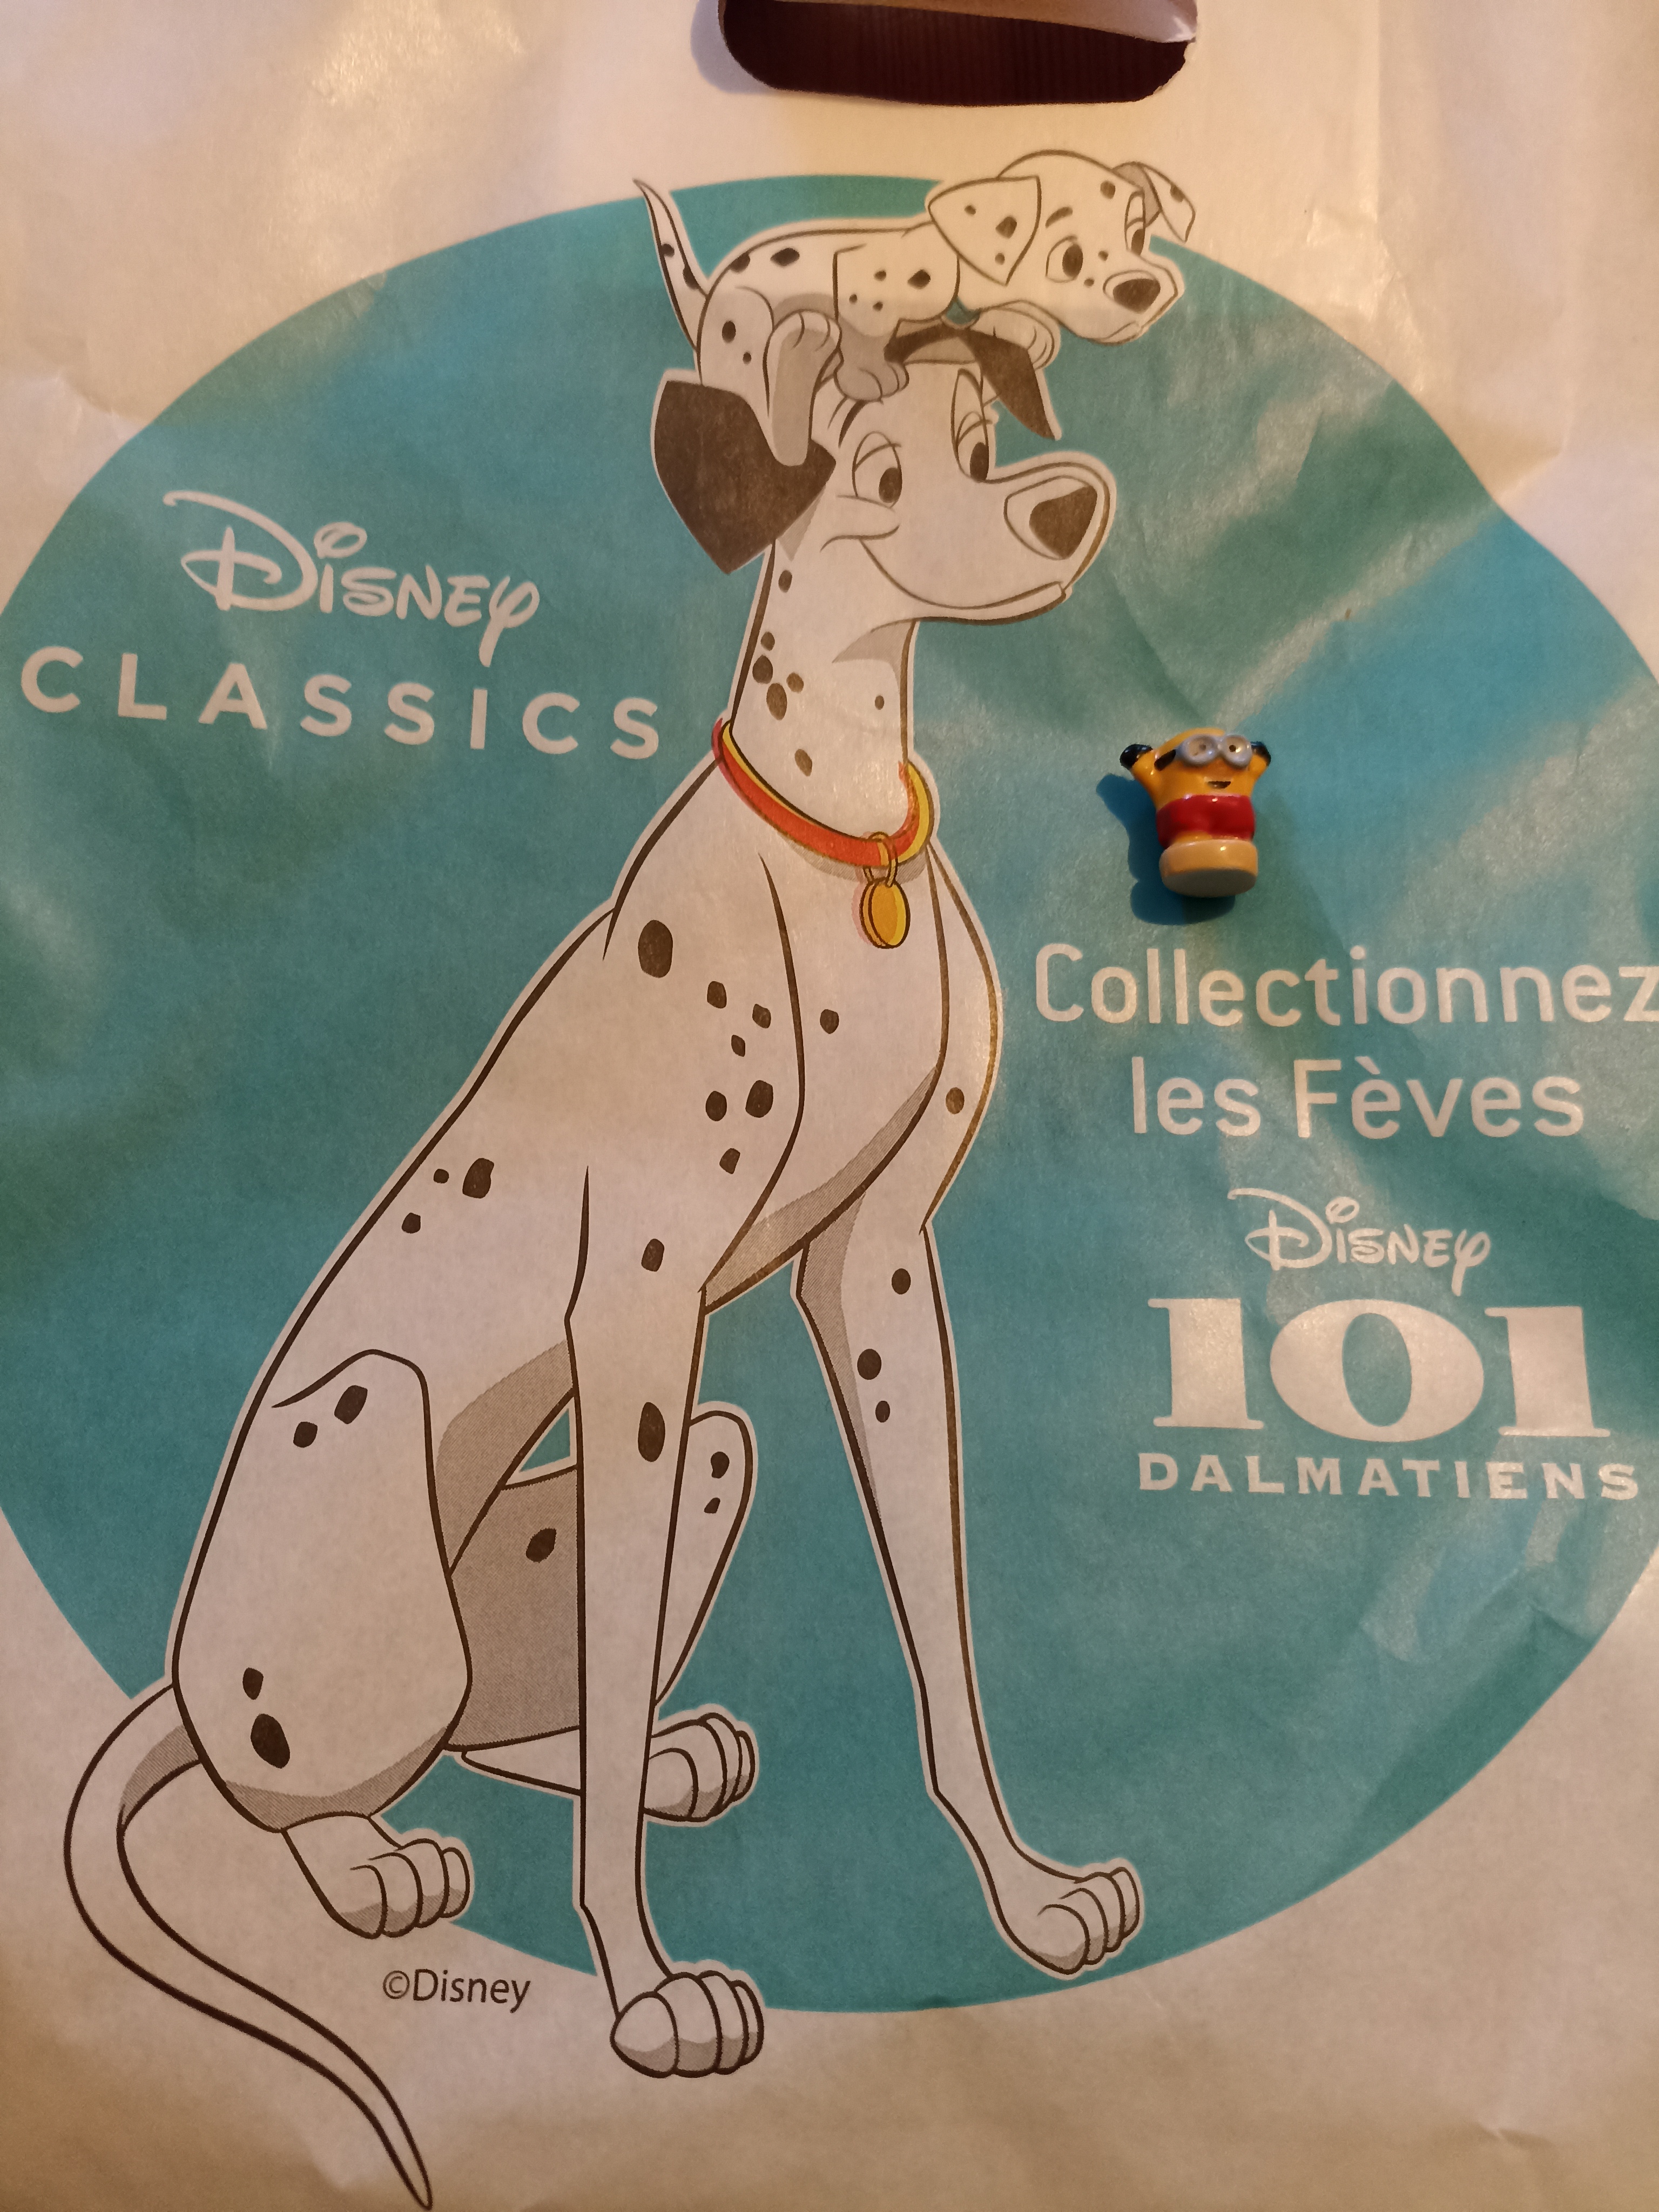 Disney
CLASSICS
Collectionnez
les Fèves
Disney
101
DALMATIENS
©Disney